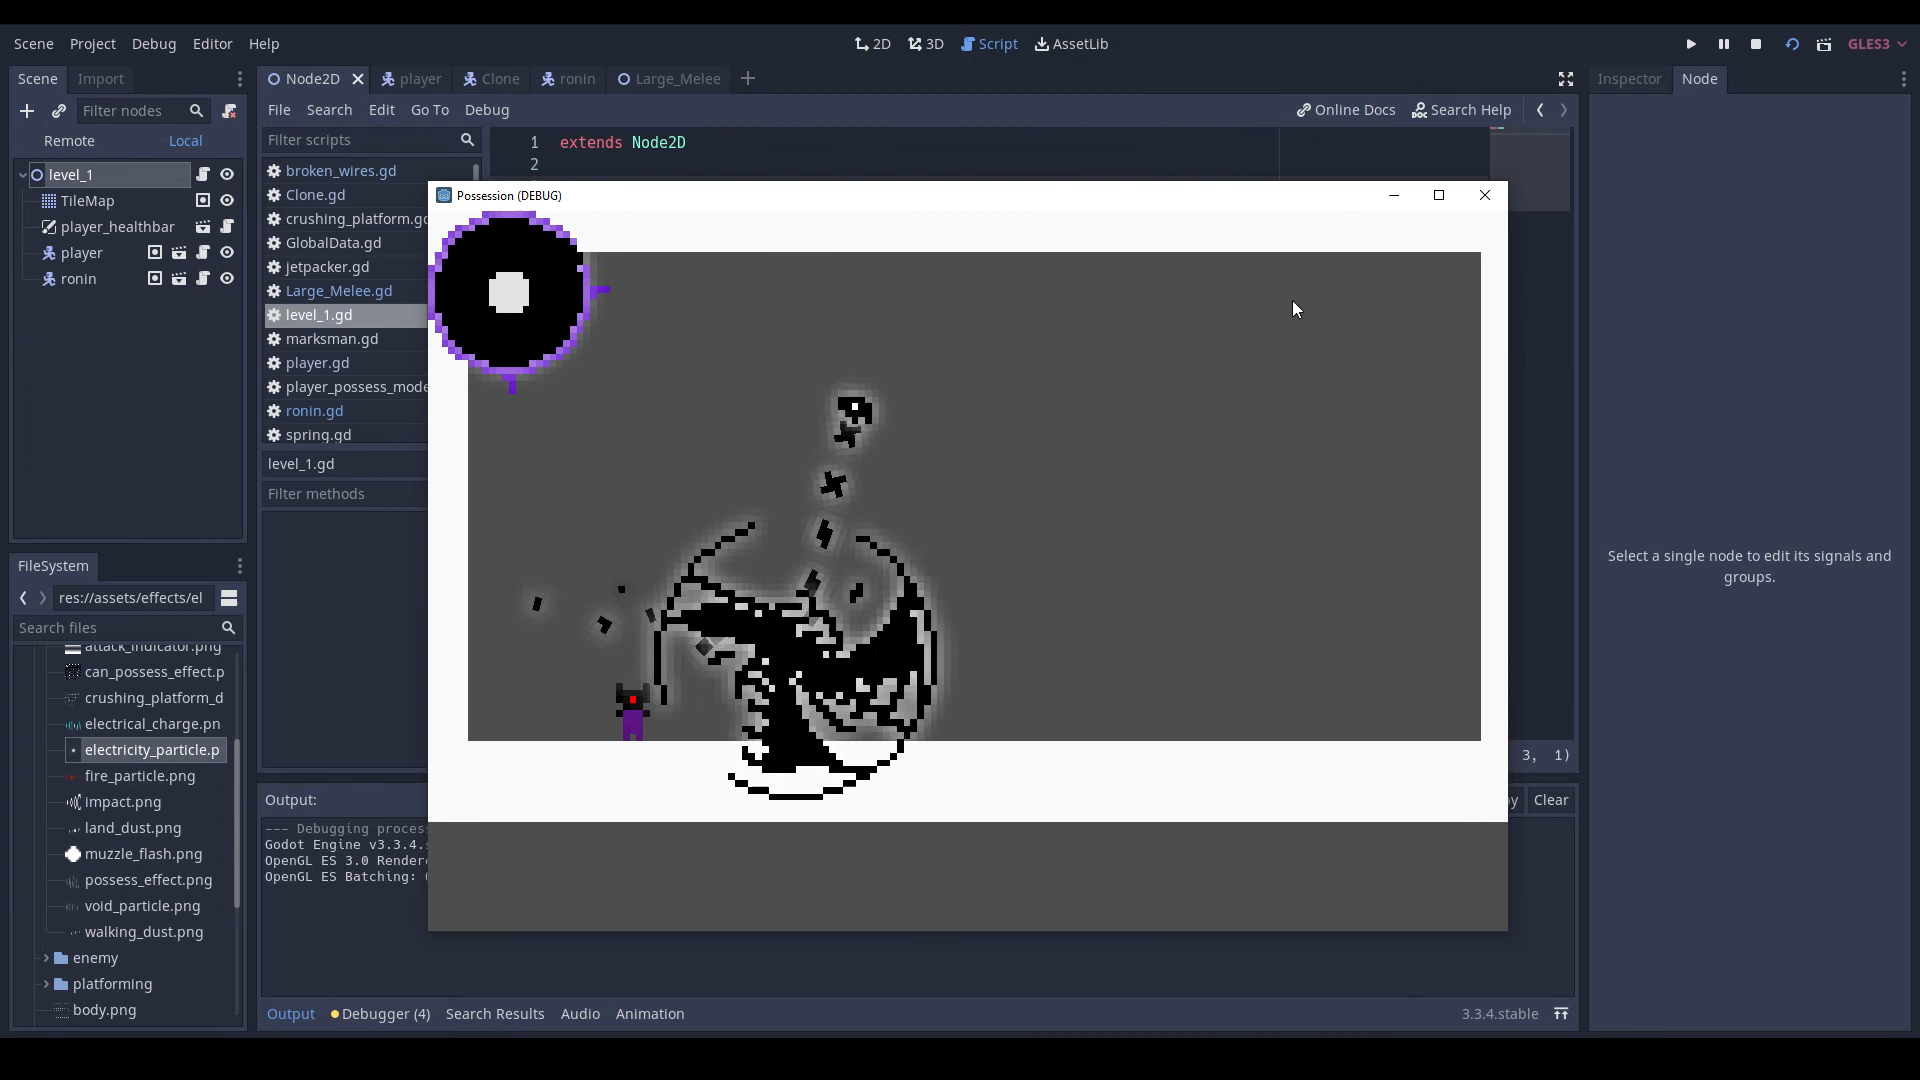 Scene Project Debug Editor Help
2D 3D Script AssetLib
GLES3
Scene Import
Node2D player Clone ronin Large_Melee
Inspector Node
Filter nodes
File Search Edit Go To Debug
Online Docs Search Help
Remote Local
Filter scripts
1 extends Node2D
2
level_1
TileMap
player_healthbar
player
ronin
broken_wires.gd
Clone.gd
crushing_platform.gd
GlobalData.gd
jetpacker.gd
Large_Melee.gd
level_1.gd
marksman.gd
player.gd
player_possess_mode
ronin.gd
spring.gd
level_1.gd
Filter methods
Possession (DEBUG)
Select a single node to edit its signals and
groups.
FileSystem
res://assets/effects/el
Search files
attack_indicator.png
can_possess_effect.p
crushing_platform_d
electrical_charge.pn
electricity_particle.p
fire_particle.png
impact.png
land_dust.png
muzzle_flash.png
possess_effect.png
void_particle.png
walking_dust.png
enemy
platforming
body.png
3, 1)
Output:
py Clear
--- Debugging process
Godot Engine v3.3.4.s
OpenGL ES 3.0 Rendere
OpenGL ES Batching:
Output Debugger (4) Search Results Audio Animation
3.3.4.stable